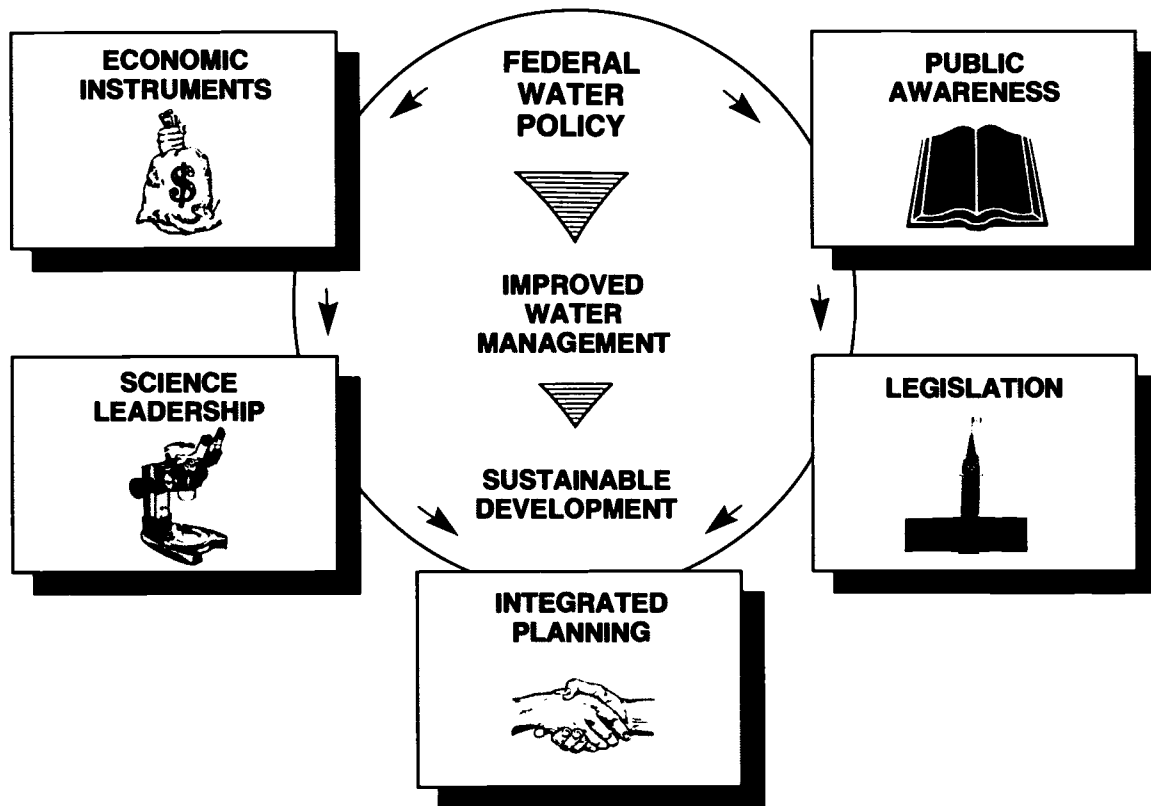 ECONOMIC
INSTRUMENTS
$
FEDERAL
WATER
POLICY
PUBLIC
AWARENESS
IMPROVED
WATER
MANAGEMENT
SCIENCE
LEADERSHIP
LEGISLATION
SUSTAINABLE
DEVELOPMENT
INTEGRATED
PLANNING